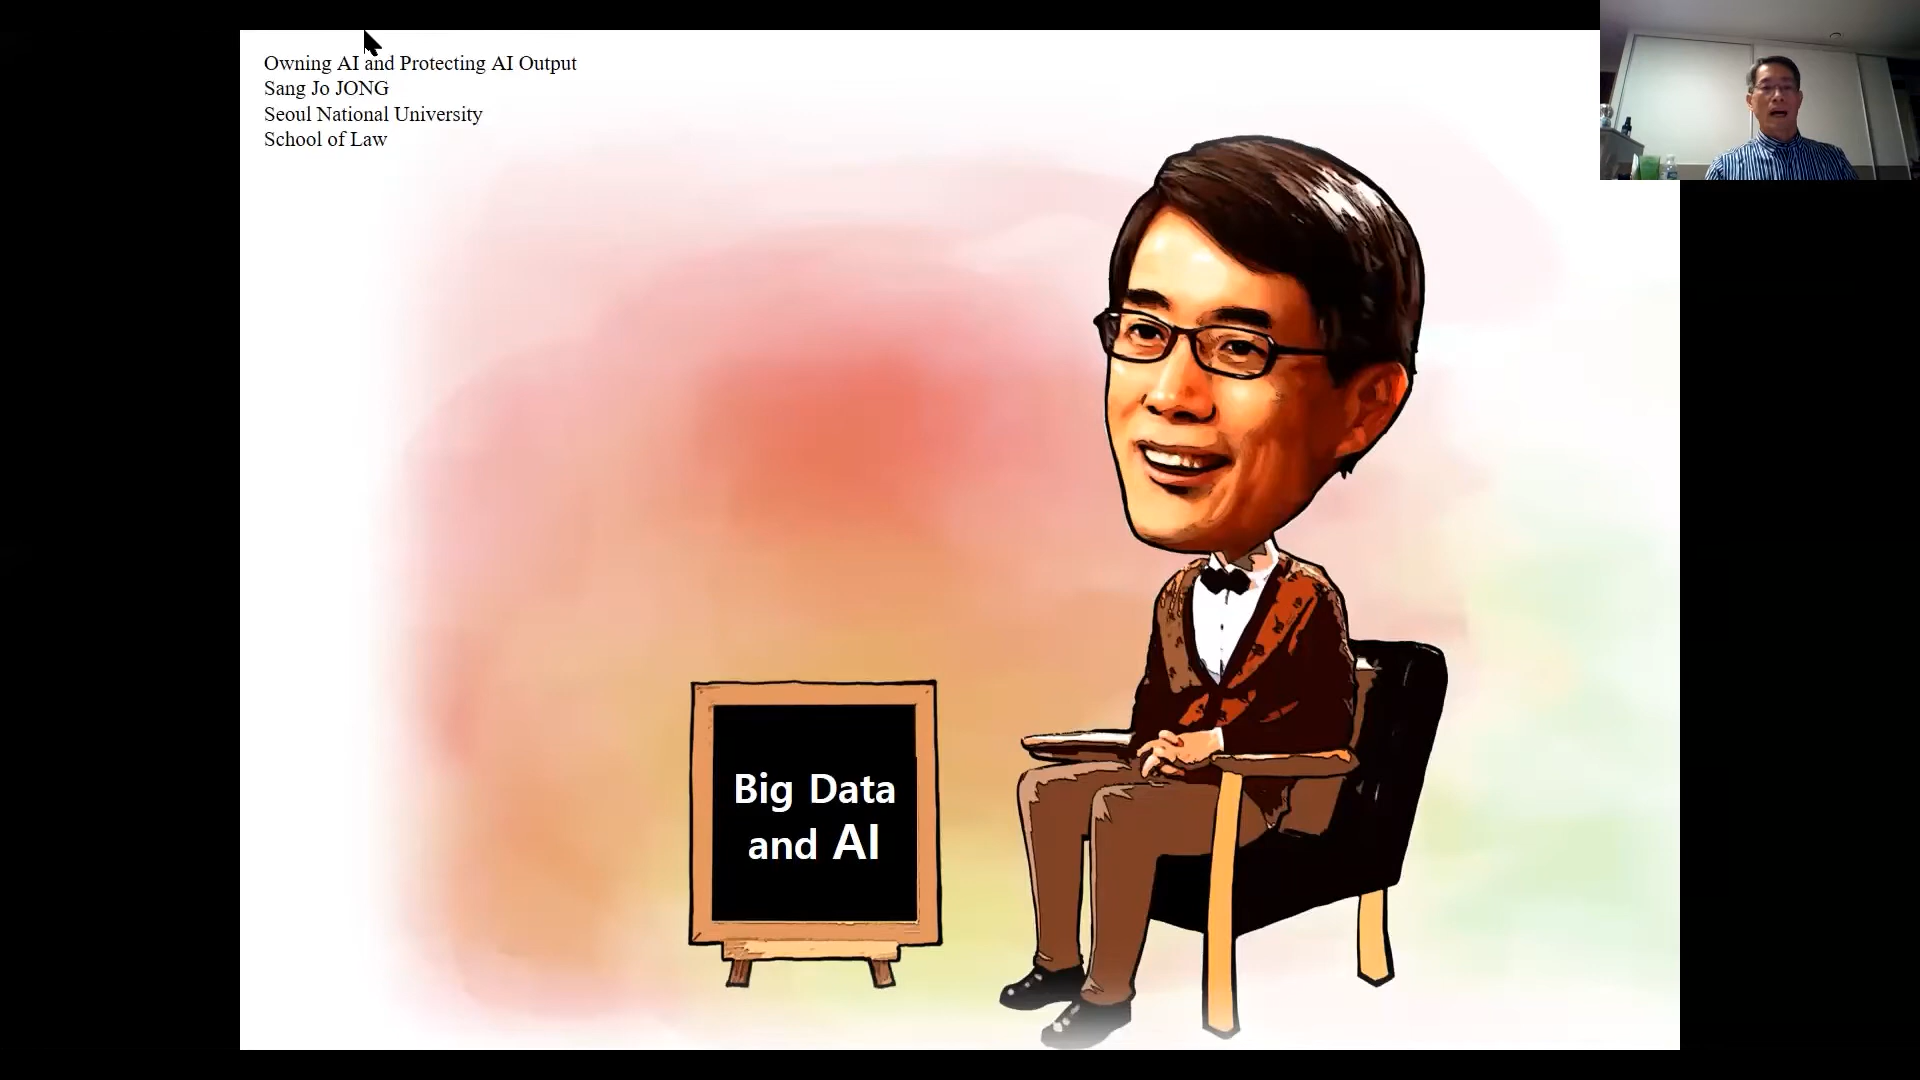 Owning AI and Protecting AI Output
Sang Jo JONG
Seoul National University
School of Law
Big Data
and AI